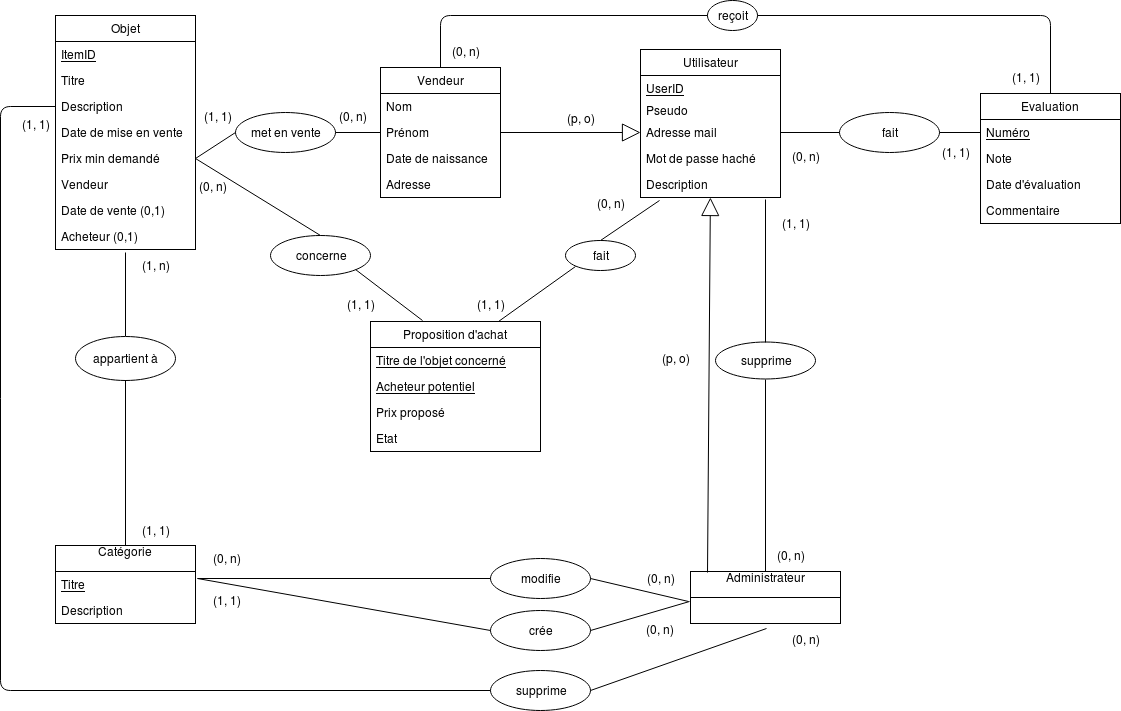 reçoit
Objet
ItemID
Titre
Description
Date de mise en vente
Prix min demandé
Vendeur
Date de vente (0,1)
Acheteur (0,1)
(1, 1)
(1, 1)
met en vente
(0, n)
(0, n)
(0, n)
Vendeur
Nom
Prénom
Date de naissance
Adresse
(p, o)
Utilisateur
UserID
Pseudo
Adresse mail
Mot de passe haché
Description
(0, n)
fait
(1, 1)
(1, 1)
Evaluation
Numéro
Note
Date d'évaluation
Commentaire
(0, n)
(1, 1)
concerne
fait
(1, n)
(1, 1)
(1, 1)
Proposition d'achat
Titre de l'objet concerné
Acheteur potentiel
Prix proposé
Etat
appartient à
(p, o)
supprime
(1, 1)
Catégorie
Titre
Description
(0, n)
(1, 1)
modifie
crée
(0, n)
(0, n)
(0, n)
Administrateur
(0, n)
supprime